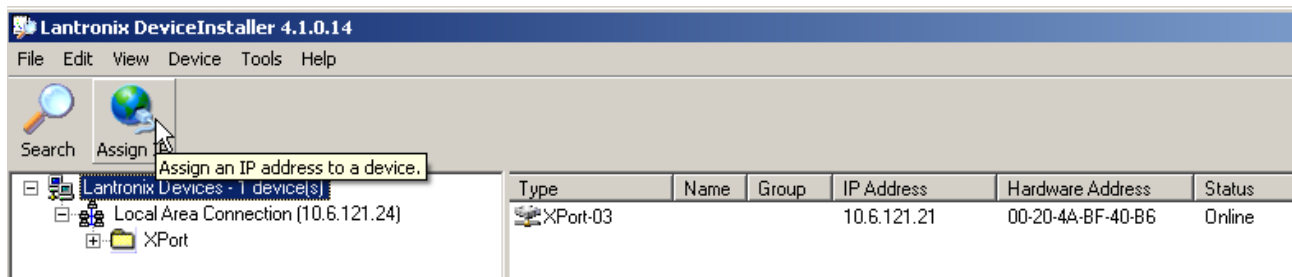 Lantronix DeviceInstaller 4.1.0.14
File Edit View Device Tools Help
Search Assign
Assign an IP address to a device.
Lantronix Devices - 1 device(s)
Local Area Connection (10.6.121.24)
XPort
Type Name Group IP Address Hardware Address Status
XPort-03 10.6.121.21 00-20-4A-BF-40-B6 Online